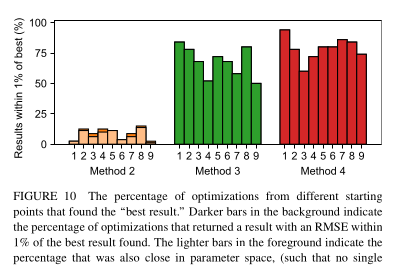 Results within 1% of best (%)
100
75
50
25
0
1 2 3 4 5 6 7 8 9
1 2 3 4 5 6 7 8 9
1 2 3 4 5 6 7 8 9
Method 2
Method 3
Method 4
FIGURE 10 The percentage of optimizations from different starting
points that found the “best result.” Darker bars in the background indicate
the percentage of optimizations that returned a result with an RMSE within
1% of the best result found. The lighter bars in the foreground indicate the
percentage that was also close in parameter space, (such that no single